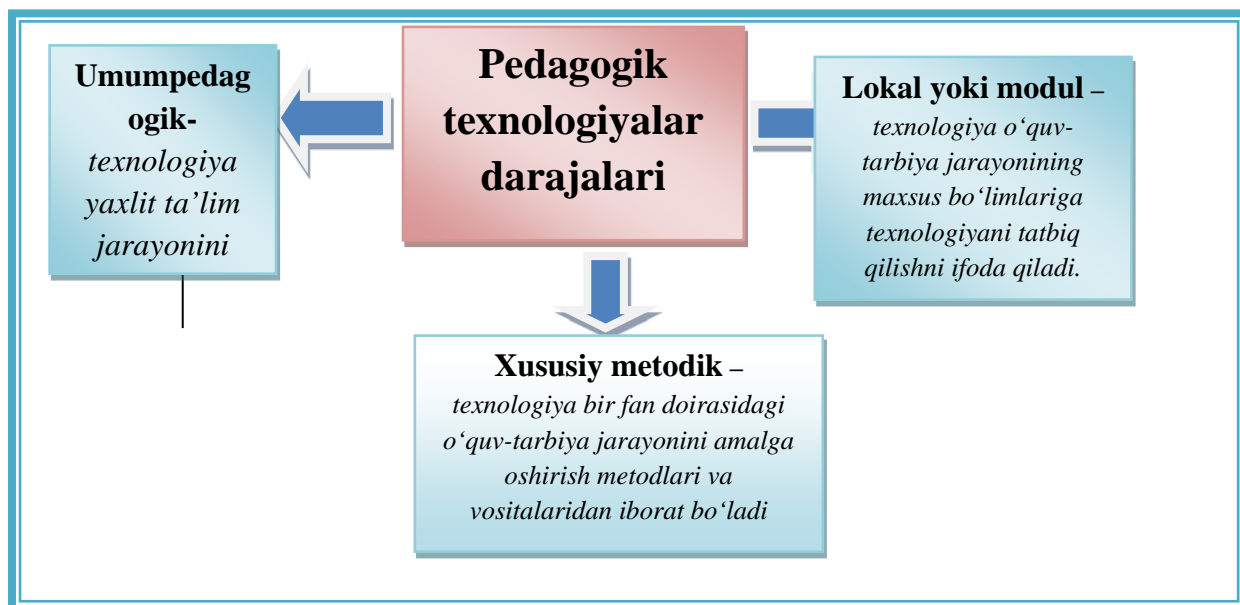 Pedagogik
texnologiyalar
darajalari
Umumpedag
ogik-
texnologiya
yaxlit ta’lim
jarayonini
Lokal yoki modul –
texnologiya o‘quv-
tarbiya jarayonining
maxsus bo‘limlariga
texnologiyani tatbiq
qilishni ifoda qiladi.
Xususiy metodik –
texnologiya bir fan doirasidagi
o‘quv-tarbiya jarayonini amalga
oshirish metodlari va
vositalaridan iborat bo‘ladi